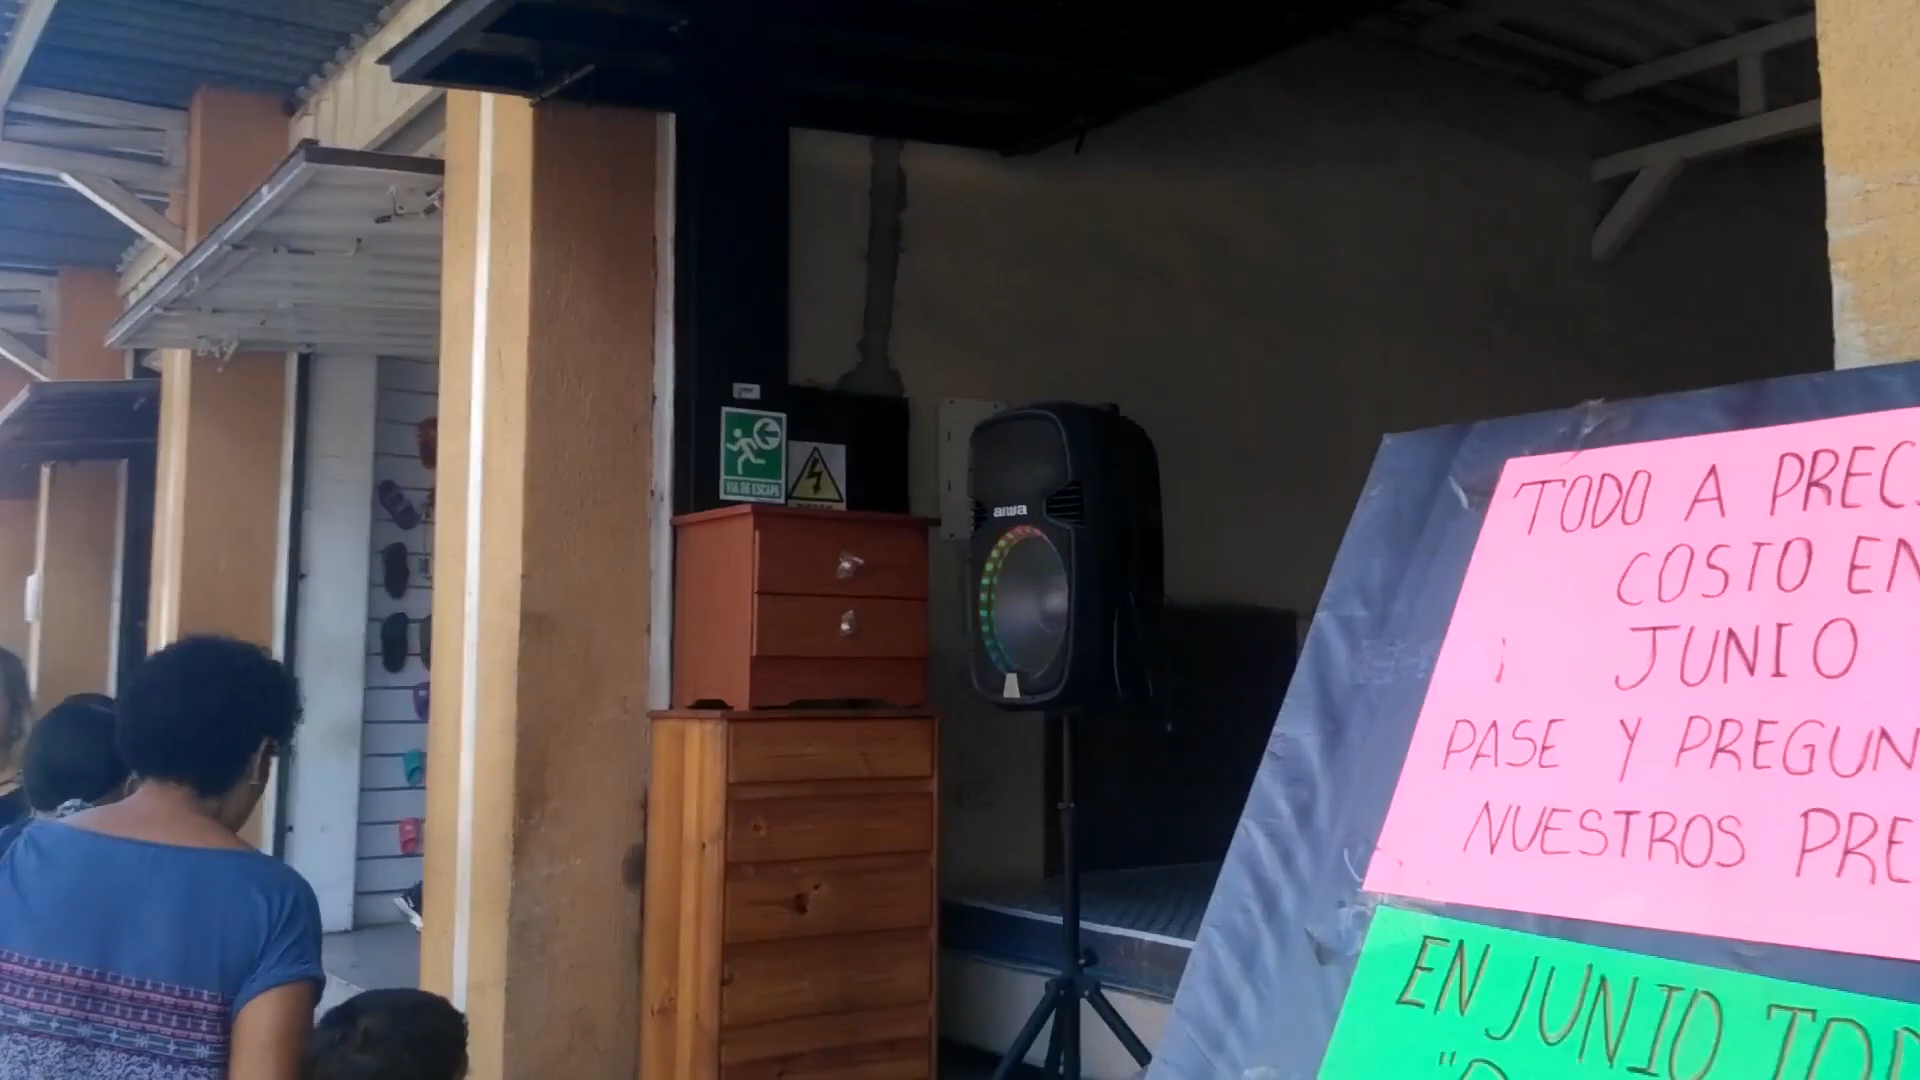 VIA DE ESCAPE
aiwa
TODO A PREC
COSTO EN
JUNIO
PASE Y PREGUN
NUESTROS PRE
EN JUNIO TOD